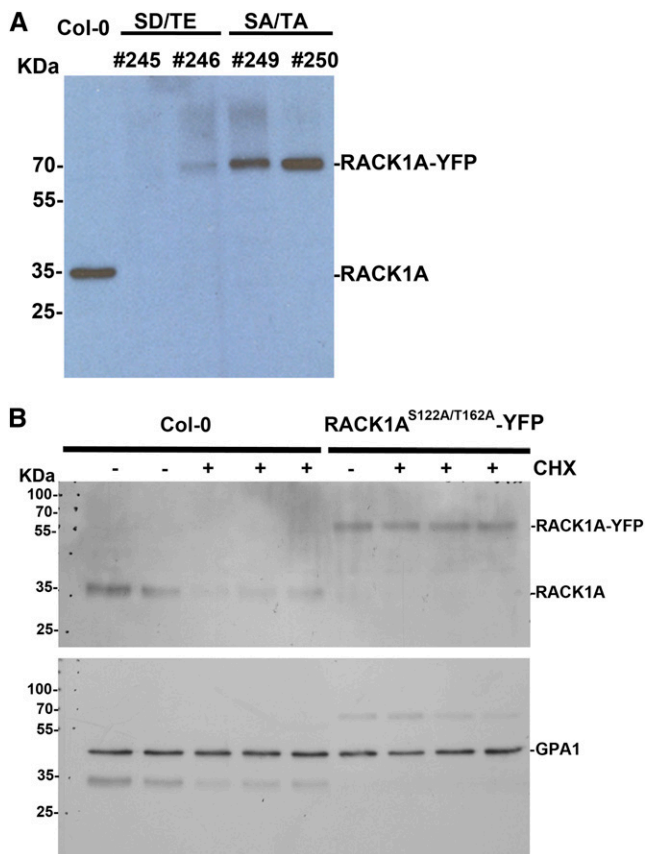 A
Col-0 SD/TE SA/TA
#245 #246 #249 #250
KDa
70- -RACK1A-YFP
55-
35- -RACK1A
25-
B
Col-0 RACK1A^S122A/T162A-YFP
- - + + + - + + + CHX
KDa
100-
70-
55- -RACK1A-YFP
35- -RACK1A
25-
100-
70-
55-
-GPA1
35-
25-